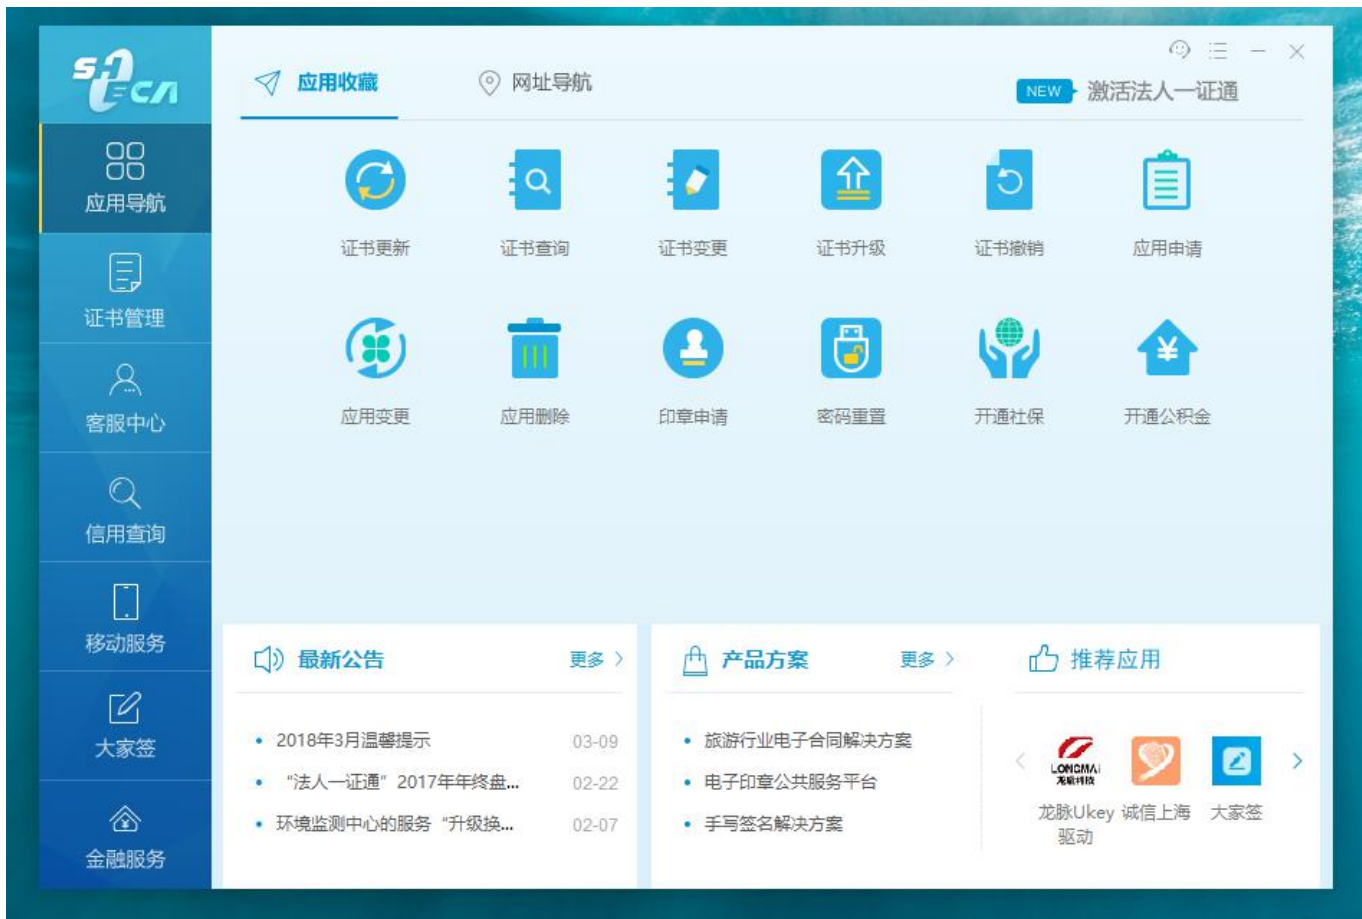 SHECA
应用收藏
网址导航
NEW 激活法人一证通
应用导航
证书管理
客服中心
信用查询
移动服务
大家签
金融服务
证书更新 证书查询 证书变更 证书升级 证书撤销 应用申请
应用变更 应用删除 印章申请 密码重置 开通社保 开通公积金
最新公告 更多
2018年3月温馨提示 03-09
“法人一证通”2017年年终盘... 02-22
环境监测中心的服务“升级换... 02-07
产品方案 更多
旅游行业电子合同解决方案
电子印章公共服务平台
手写签名解决方案
推荐应用
LONGMAI
龙脉科技
龙脉Ukey 诚信上海 大家签
驱动